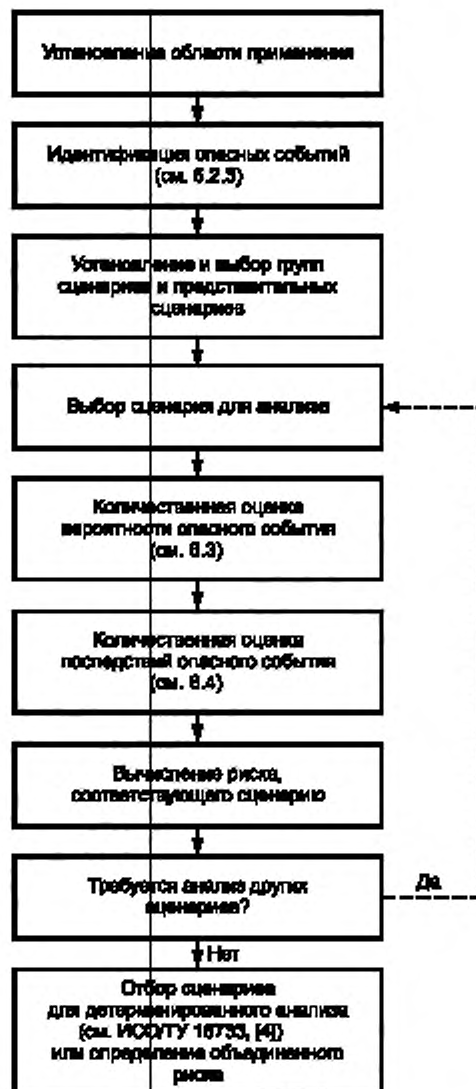 Установление области применения
Идентификация опасных событий
(см. 6.2.3)
Установление и выбор групп
сценариев и представительных
сценариев
Выбор сценария для анализа
Количественная оценка
вероятности опасного события
(см. 6.3)
Количественная оценка
последствий опасного события
(см. 6.4)
Вычисление риска,
соответствующего сценарию
Требуется анализ других
сценариев?
Да
Нет
Отбор сценариев
для детерминированного анализа
(см. ИСО/ТУ 16733, [4])
или определение объединенного
риска